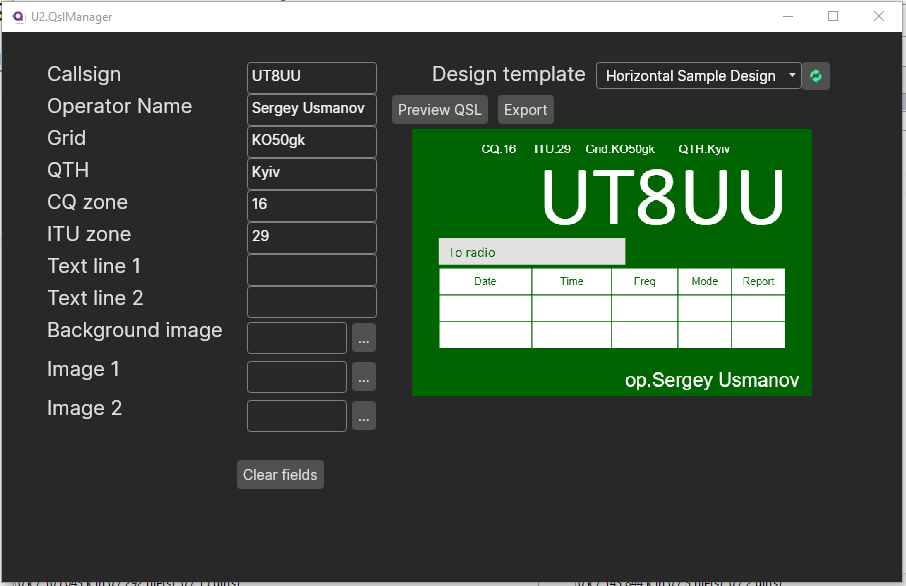 U2.QslManager
Callsign UT8UU Design template Horizontal Sample Design
Operator Name Sergey Usmanov Preview QSL Export
Grid KO50gk
QTH Kyiv
CQ zone 16
ITU zone 29
Text line 1
Text line 2
Background image ...
Image 1 ...
Image 2 ...
Clear fields
CQ.16 ITU.29 Grid.KO50gk QTH.Kyiv
UT8UU
To radio
Date Time Freq Mode Report
op.Sergey Usmanov